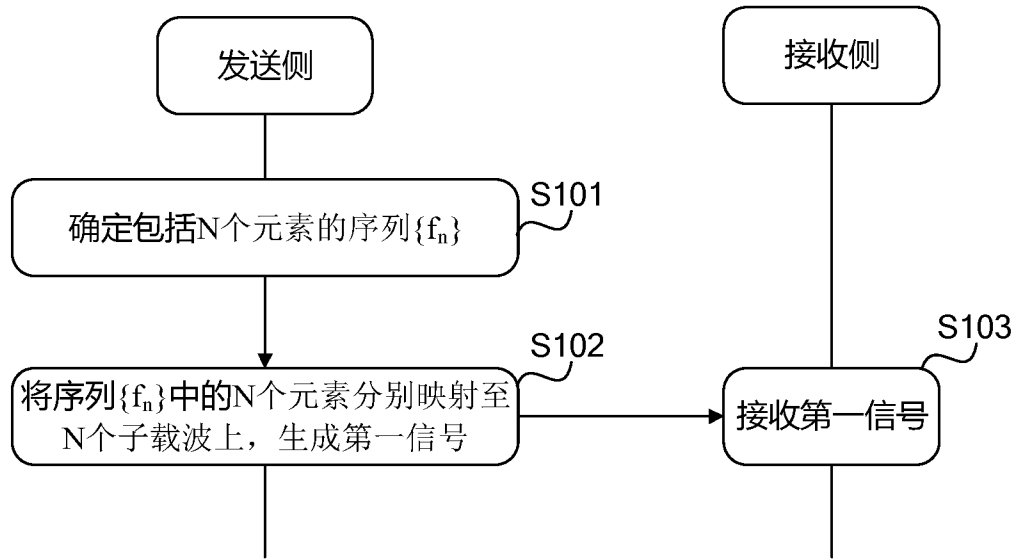 发送侧
接收侧
S101
确定包括N个元素的序列{fn}
S102
S103
将序列{fn}中的N个元素分别映射至
N个子载波上，生成第一信号
接收第一信号